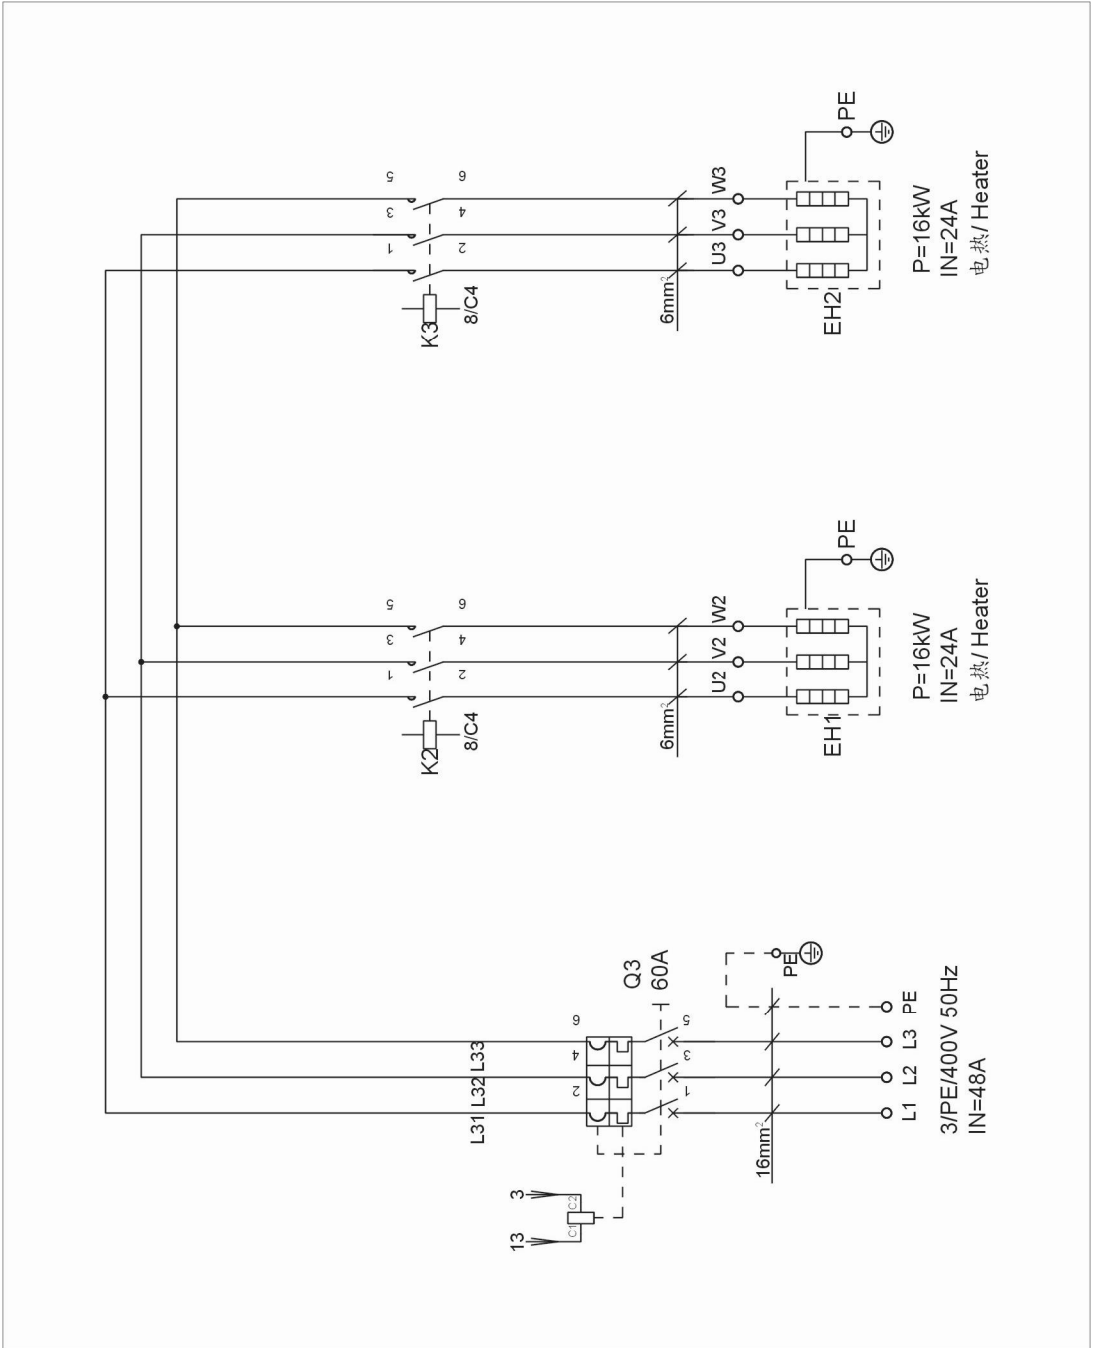 1 3 5
1 3 5
K2
K3
2 4 6
2 4 6
8/C4
8/C4
L31 L32 L33
13 3
C1 C2
2 4 6
Q3
60A
6mm²
6mm²
1 3 5
U2 V2 W2
U3 V3 W3
16mm²
PE
EH1
PE
EH2
PE
L1 L2 L3 PE
3/PE/400V 50Hz
IN=48A
P=16kW
IN=24A
电热/ Heater
P=16kW
IN=24A
电热/ Heater